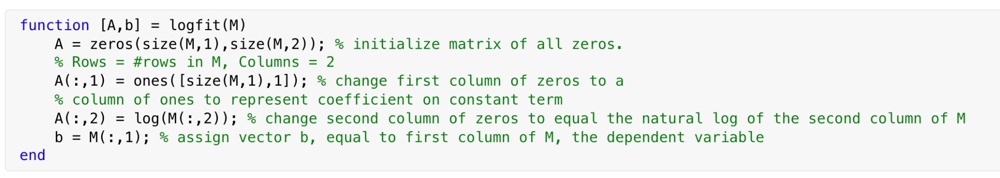 function [A,b] = logfit(M)
    A = zeros(size(M,1),size(M,2)); % initialize matrix of all zeros.
    % Rows = #rows in M, Columns = 2
    A(:,1) = ones([size(M,1),1]); % change first column of zeros to a
    % column of ones to represent coefficient on constant term
    A(:,2) = log(M(:,2)); % change second column of zeros to equal the natural log of the second column of M
    b = M(:,1); % assign vector b, equal to first column of M, the dependent variable
end